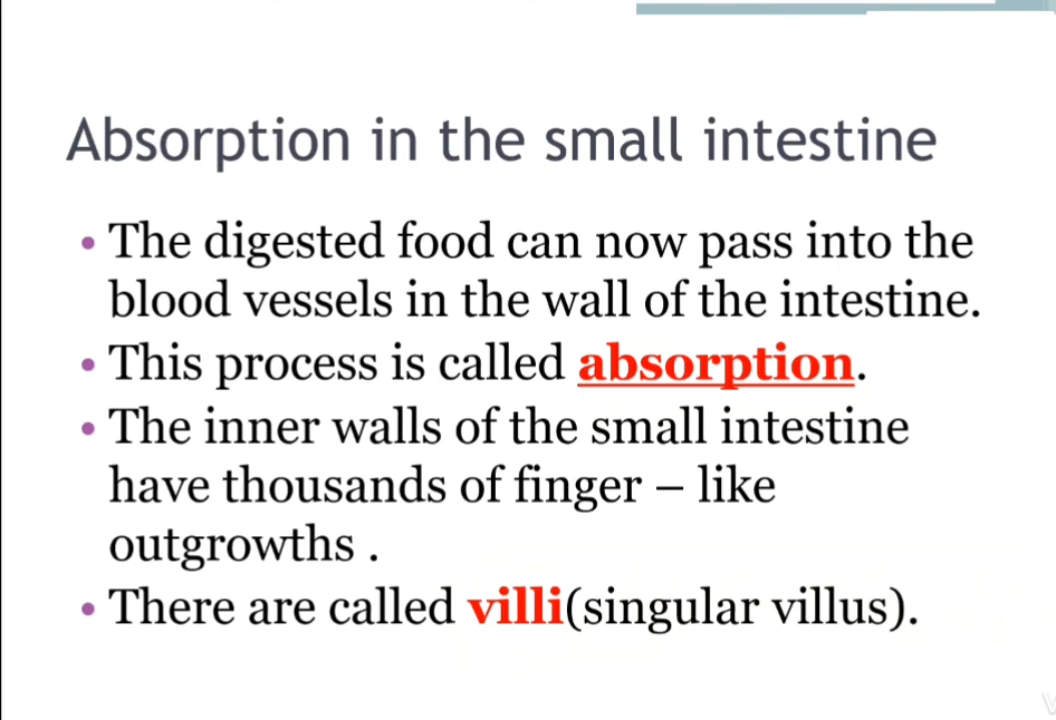 Absorption in the small intestine
• The digested food can now pass into the
blood vessels in the wall of the intestine.
• This process is called absorption.
• The inner walls of the small intestine
have thousands of finger – like
outgrowths .
• There are called villi(singular villus).